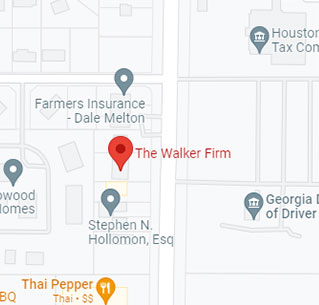 Houston
Tax Com
Farmers Insurance
- Dale Melton
The Walker Firm
owood
Homes
Georgia D
of Driver
Stephen N.
Hollomon, Esq
Thai Pepper
Thai • $$
BQ